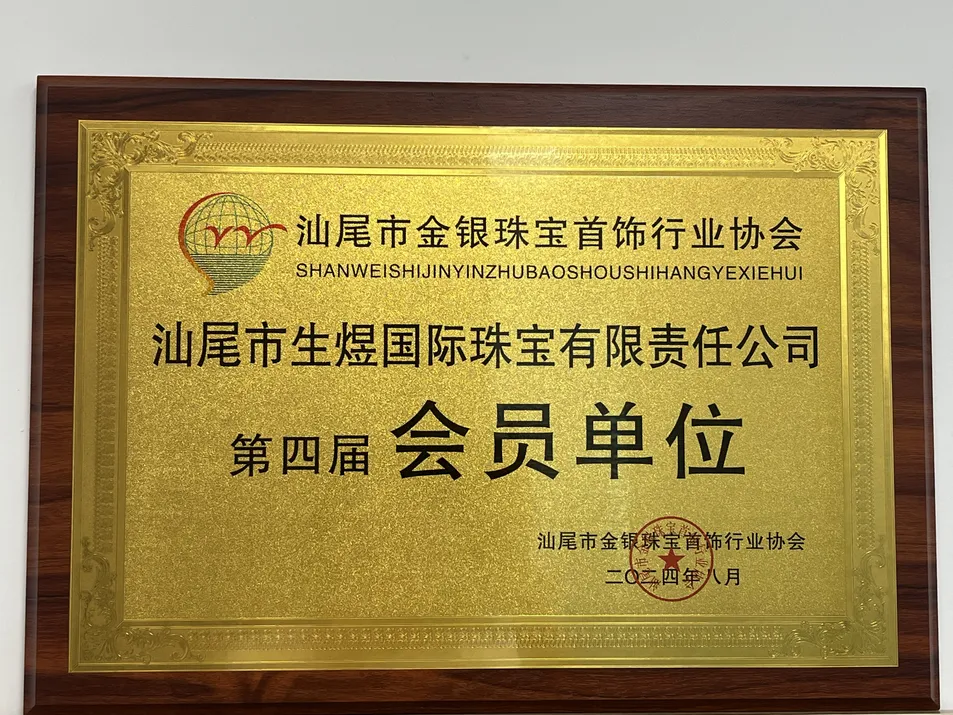 汕尾市金银珠宝首饰行业协会
SHANWEISHIJINYINZHUBAOSHOUSHIHANGYEXIEHUI
汕尾市生煜国际珠宝有限责任公司
第四届 会员单位
汕尾市金银珠宝首饰行业协会
二〇二四年八月